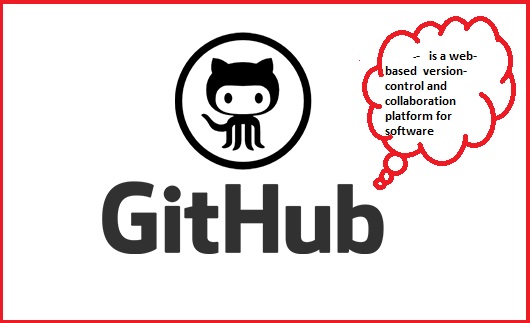 -- is a web-
based version-
control and
collaboration
platform for
software
GitHub